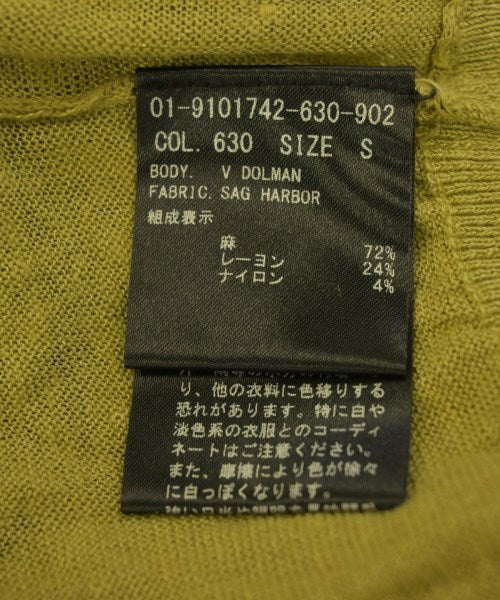 01-9101742-630-902
COL. 630 SIZE S
BODY. V DOLMAN
FABRIC. SAG HARBOR
組成表示
麻 72%
レーヨン 24%
ナイロン 4%
り、他の衣料に色移りする
恐れがあります。特に白や
淡色系の衣服とのコーディ
ネートはご注意ください。
また、摩擦により色が徐々
に白っぽくなります。